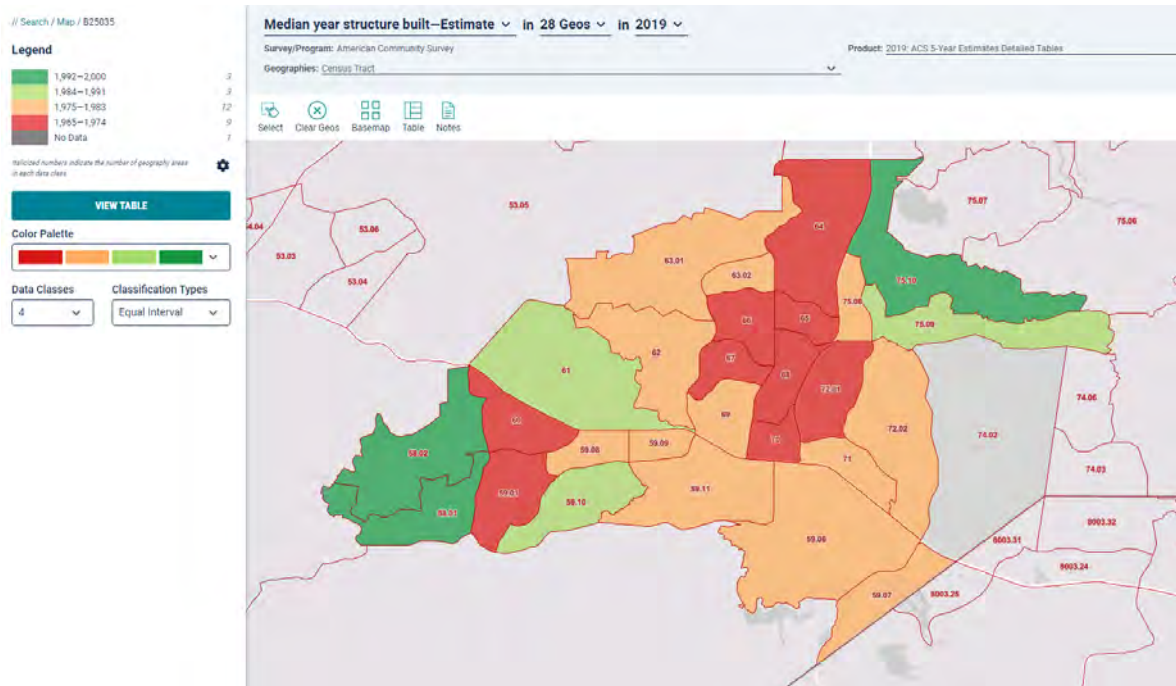 // Search / Map / B25035
Median year structure built—Estimate in 28 Geos in 2019
Survey/Program: American Community Survey
Product: 2019: ACS 5-Year Estimates Detailed Tables
Geographies: Census Tract
Legend
1,992—2,000 3
1,984—1,991 3
1,975—1,983 12
1,965—1,974 9
No Data 1
Italicized numbers indicate the number of geography areas
in each data class
VIEW TABLE
Color Palette
Data Classes
Classification Types
4
Equal Interval
Select
Clear Geos
Basemap
Table
Notes
53.05
75.07
75.06
53.06
64
53.03
63.01
63.02
53.04
75.10
75.08
66
65
75.09
62
67
61
68
72.01
74.06
69
60
72.02
74.02
59.09
59.08
70
58.02
71
74.03
59.11
59.03
59.10
58.01
8003.32
59.06
8003.31
8003.24
59.07
8003.28